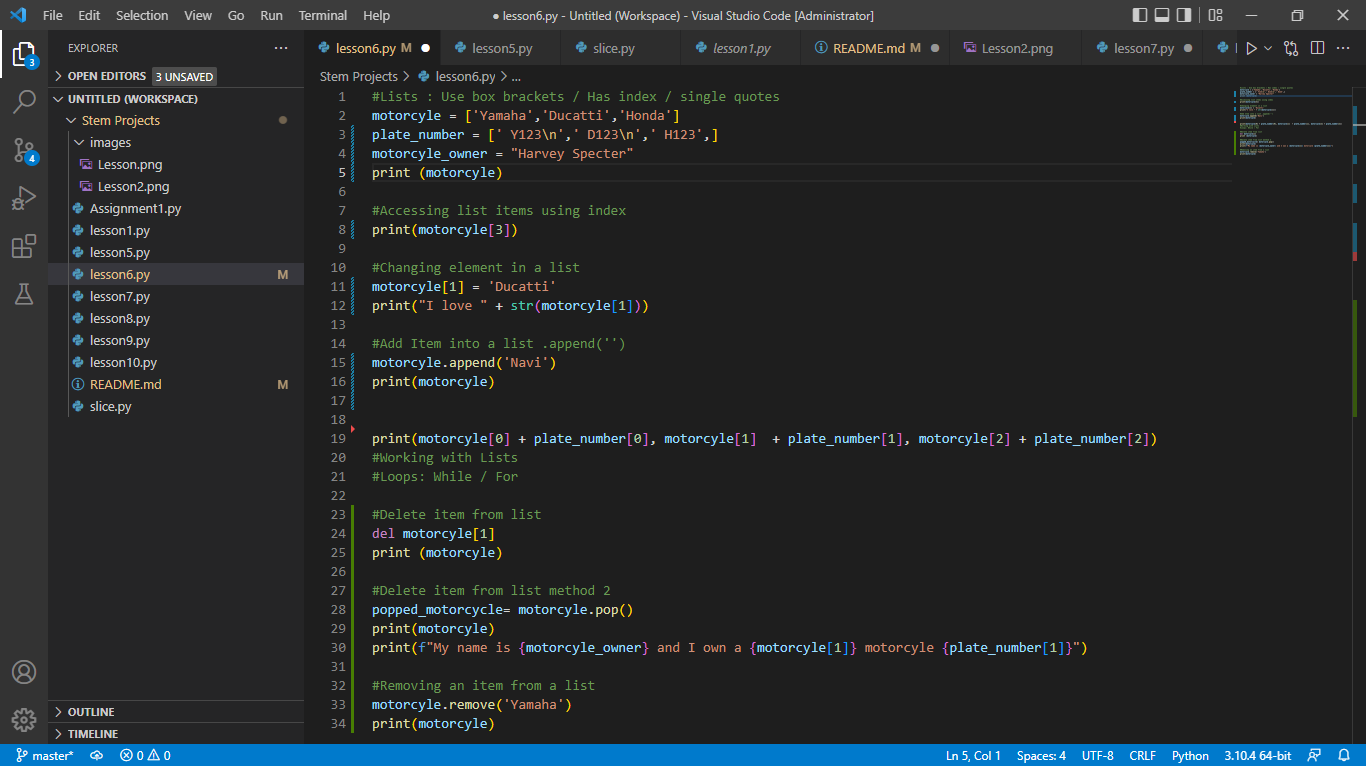 File Edit Selection View Go Run Terminal Help ● lesson6.py - Untitled (Workspace) - Visual Studio Code [Administrator]
EXPLORER ···
lesson6.py M ● lesson5.py slice.py lesson1.py README.md M ● Lesson2.png lesson7.py ●
OPEN EDITORS 3 UNSAVED
UNTITLED (WORKSPACE)
Stem Projects
images
Lesson.png
Lesson2.png
Assignment1.py
lesson1.py
lesson5.py
lesson6.py M
lesson7.py
lesson8.py
lesson9.py
lesson10.py
README.md M
slice.py
OUTLINE
TIMELINE
3
4
Stem Projects > lesson6.py > ...
1 #Lists : Use box brackets / Has index / single quotes
2 motorcyle = ['Yamaha','Ducatti','Honda']
3 plate_number = [' Y123\n',' D123\n',' H123',]
4 motorcyle_owner = "Harvey Specter"
5 print (motorcyle)
6
7 #Accessing list items using index
8 print(motorcyle[3])
9
10 #Changing element in a list
11 motorcyle[1] = 'Ducatti'
12 print("I love " + str(motorcyle[1]))
13
14 #Add Item into a list .append('')
15 motorcyle.append('Navi')
16 print(motorcyle)
17
18
19 print(motorcyle[0] + plate_number[0], motorcyle[1]  + plate_number[1], motorcyle[2] + plate_number[2])
20 #Working with Lists
21 #Loops: While / For
22
23 #Delete item from list
24 del motorcyle[1]
25 print (motorcyle)
26
27 #Delete item from list method 2
28 popped_motorcycle= motorcyle.pop()
29 print(motorcyle)
30 print(f"My name is {motorcyle_owner} and I own a {motorcyle[1]} motorcyle {plate_number[1]}")
31
32 #Removing an item from a list
33 motorcyle.remove('Yamaha')
34 print(motorcyle)
master* 0 0 Ln 5, Col 1 Spaces: 4 UTF-8 CRLF Python 3.10.4 64-bit